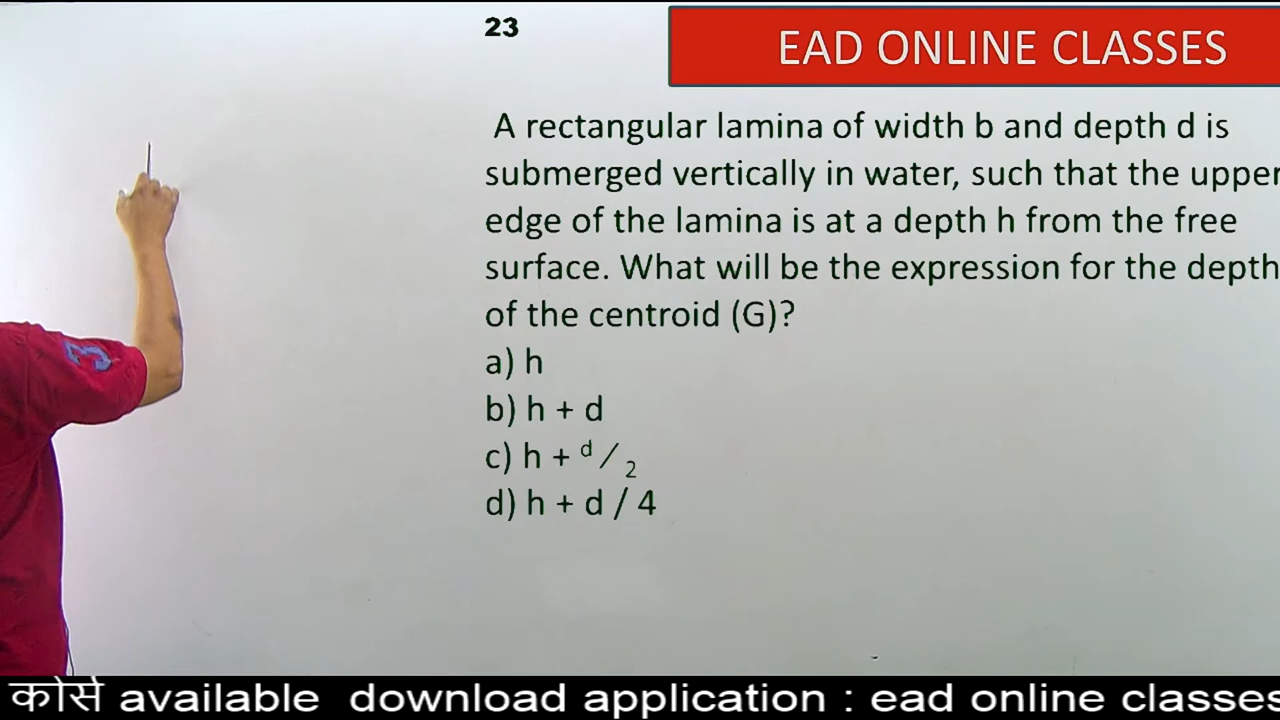 23
EAD ONLINE CLASSES
A rectangular lamina of width b and depth d is
submerged vertically in water, such that the upper
edge of the lamina is at a depth h from the free
surface. What will be the expression for the depth
of the centroid (G)?
a) h
b) h + d
c) h + d / 2
d) h + d / 4
3
कोर्स available download application : ead online classes